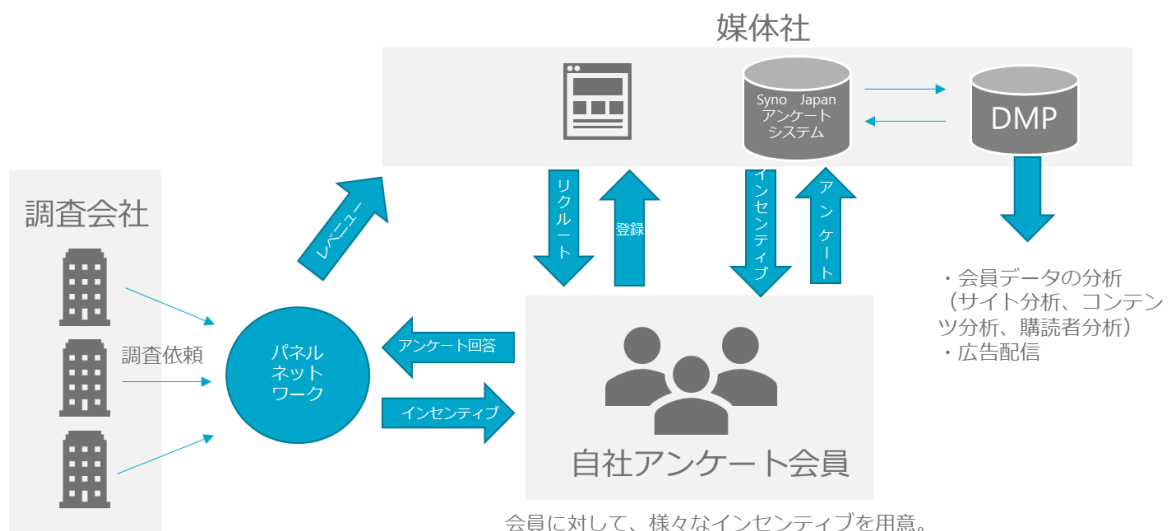 媒体社
Syno Japan
アンケート
システム
DMP
調査会社
レベニュー
リクルート
登録
インセンティブ
アンケート
・会員データの分析
（サイト分析、コンテン
ツ分析、購読者分析）
・広告配信
調査依頼
パネル
ネット
ワーク
アンケート回答
インセンティブ
自社アンケート会員
会員に対して、様々なインセンティブを用意。